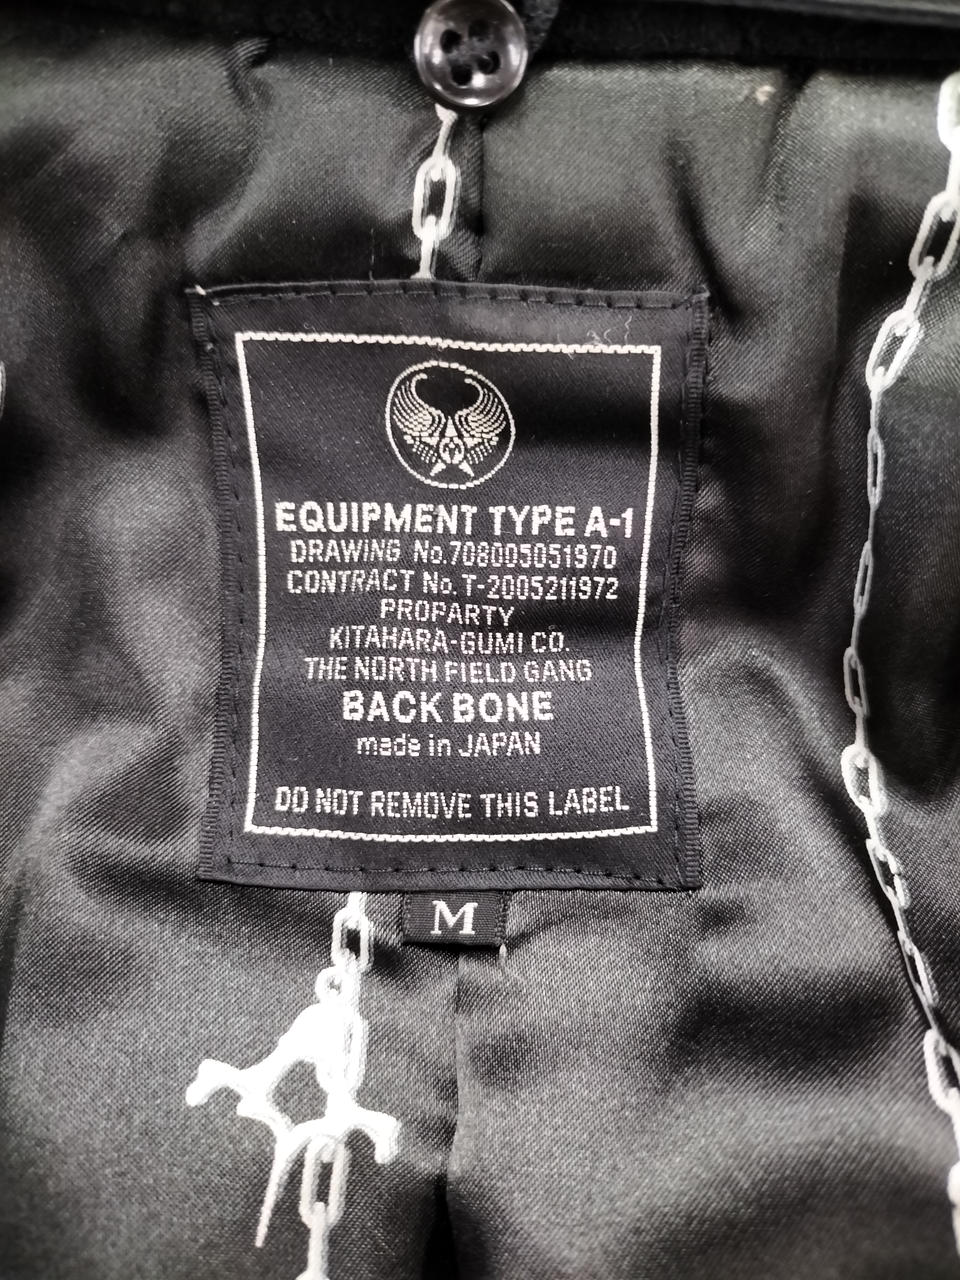 EQUIPMENT TYPE A-1
DRAWING No.708005051970
CONTRACT No. T-2005211972
PROPARTY
KITAHARA-GUMI CO.
THE NORTH FIELD GANG
BACK BONE
made in JAPAN
DO NOT REMOVE THIS LABEL
M